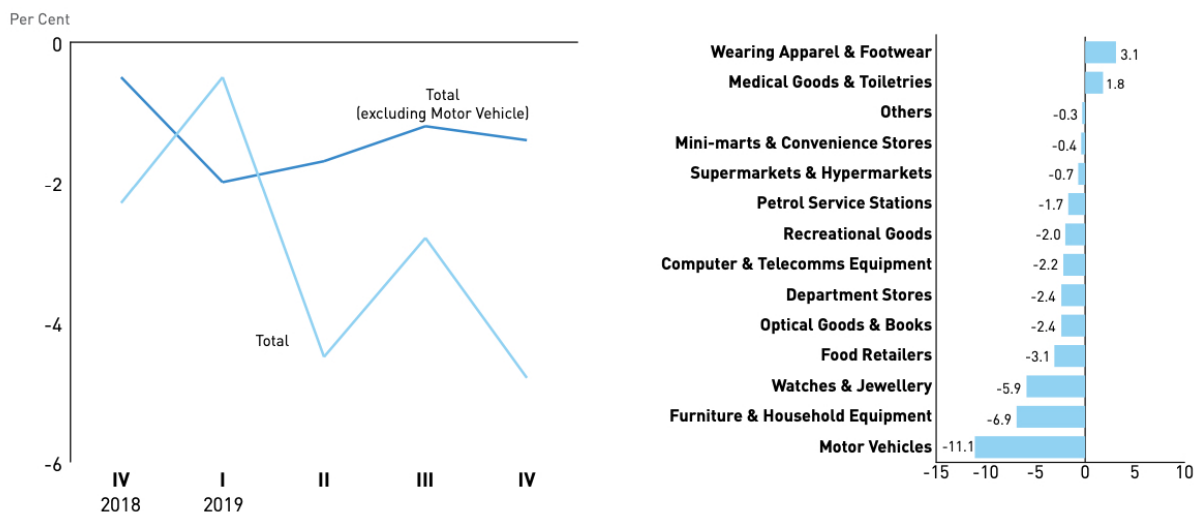 Per Cent
0
-2
-4
-6
Total
(excluding Motor Vehicle)
Total
IV
2018
I
2019
II
III
IV
Wearing Apparel & Footwear 3.1
Medical Goods & Toiletries 1.8
Others -0.3
Mini-marts & Convenience Stores -0.4
Supermarkets & Hypermarkets -0.7
Petrol Service Stations -1.7
Recreational Goods -2.0
Computer & Telecomms Equipment -2.2
Department Stores -2.4
Optical Goods & Books -2.4
Food Retailers -3.1
Watches & Jewellery -5.9
Furniture & Household Equipment -6.9
Motor Vehicles -11.1
-15 -10 -5 0 5 10